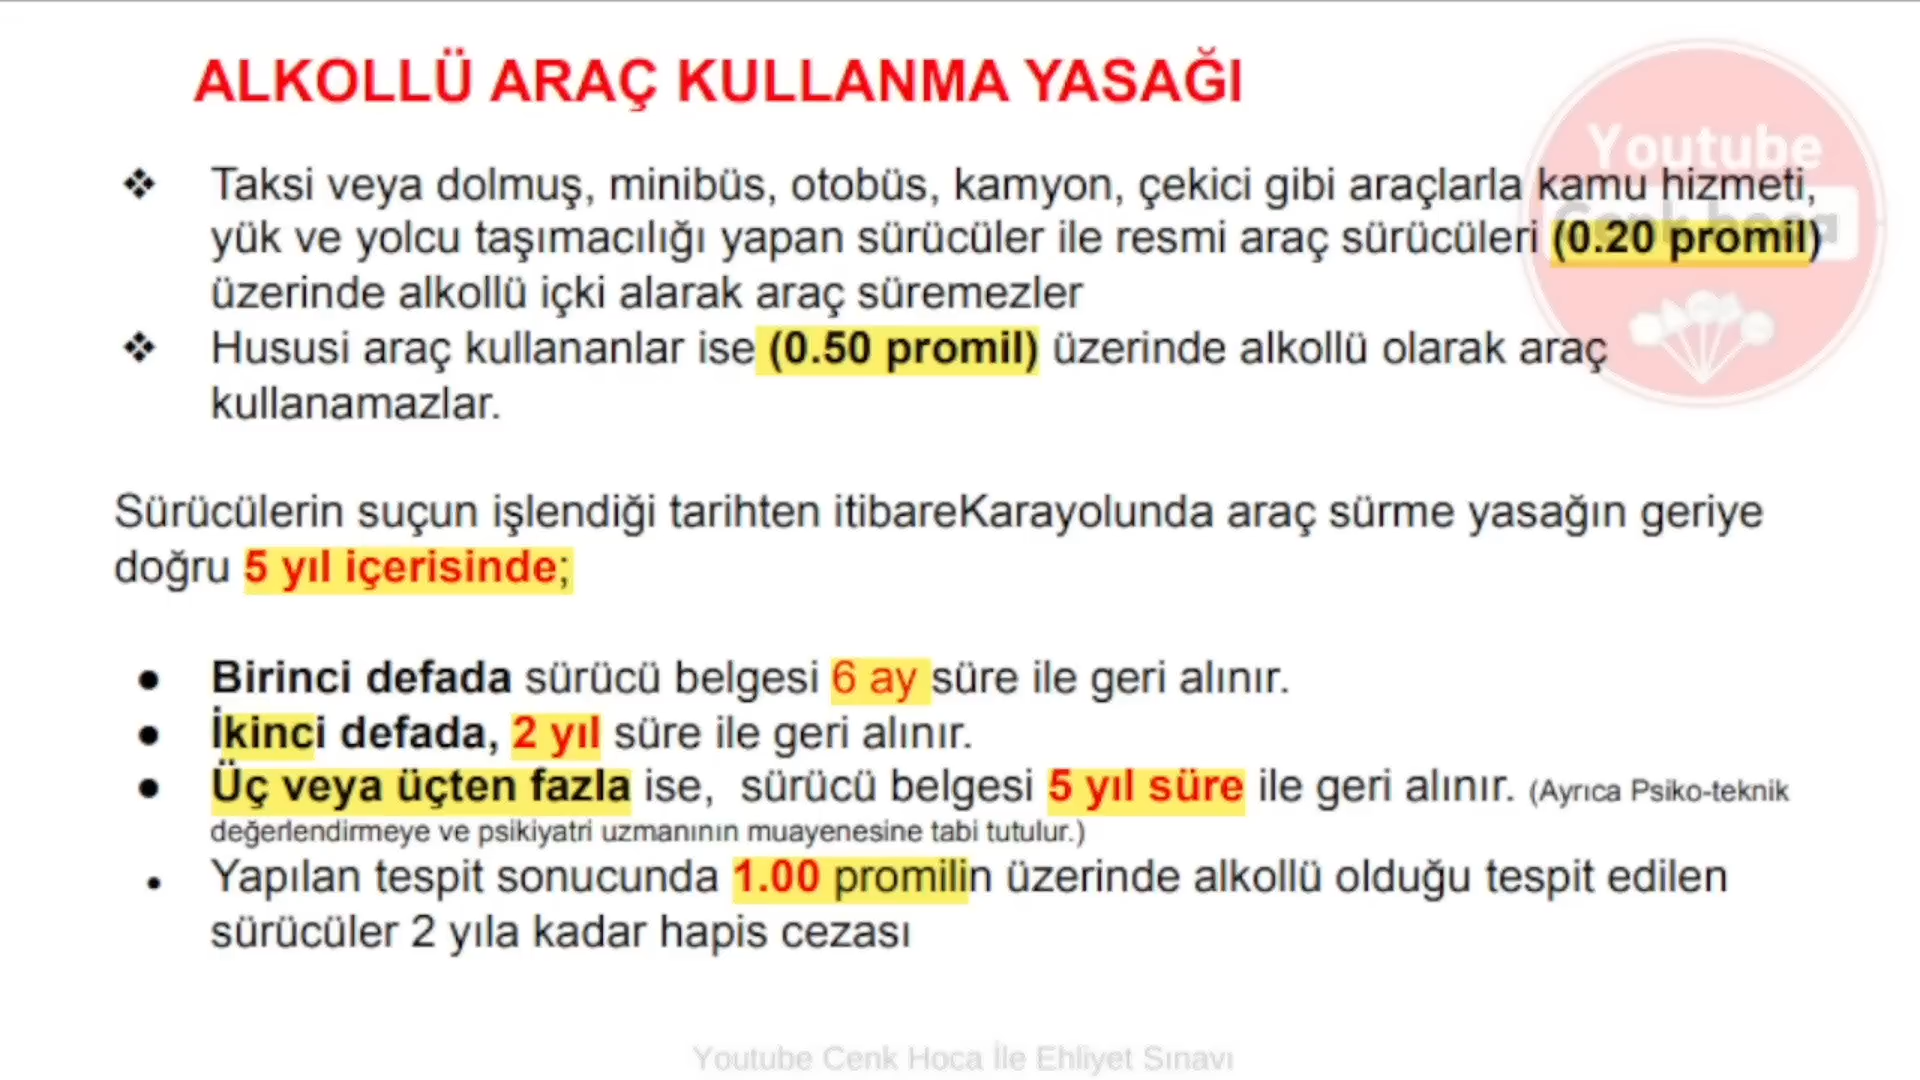 ALKOLLÜ ARAÇ KULLANMA YASAĞI
Youtube
Cenk hoca
❖ Taksi veya dolmuş, minibüs, otobüs, kamyon, çekici gibi araçlarla kamu hizmeti,
yük ve yolcu taşımacılığı yapan sürücüler ile resmi araç sürücüleri (0.20 promil)
üzerinde alkollü içki alarak araç süremezler
❖ Hususi araç kullananlar ise (0.50 promil) üzerinde alkollü olarak araç
kullanamazlar.
Sürücülerin suçun işlendiği tarihten itibareKarayolunda araç sürme yasağın geriye
doğru 5 yıl içerisinde;
● Birinci defada sürücü belgesi 6 ay süre ile geri alınır.
● İkinci defada, 2 yıl süre ile geri alınır.
● Üç veya üçten fazla ise, sürücü belgesi 5 yıl süre ile geri alınır. (Ayrıca Psiko-teknik
değerlendirmeye ve psikiyatri uzmanının muayenesine tabi tutulur.)
• Yapılan tespit sonucunda 1.00 promilin üzerinde alkollü olduğu tespit edilen
sürücüler 2 yıla kadar hapis cezası
Youtube Cenk Hoca İle Ehliyet Sınavı